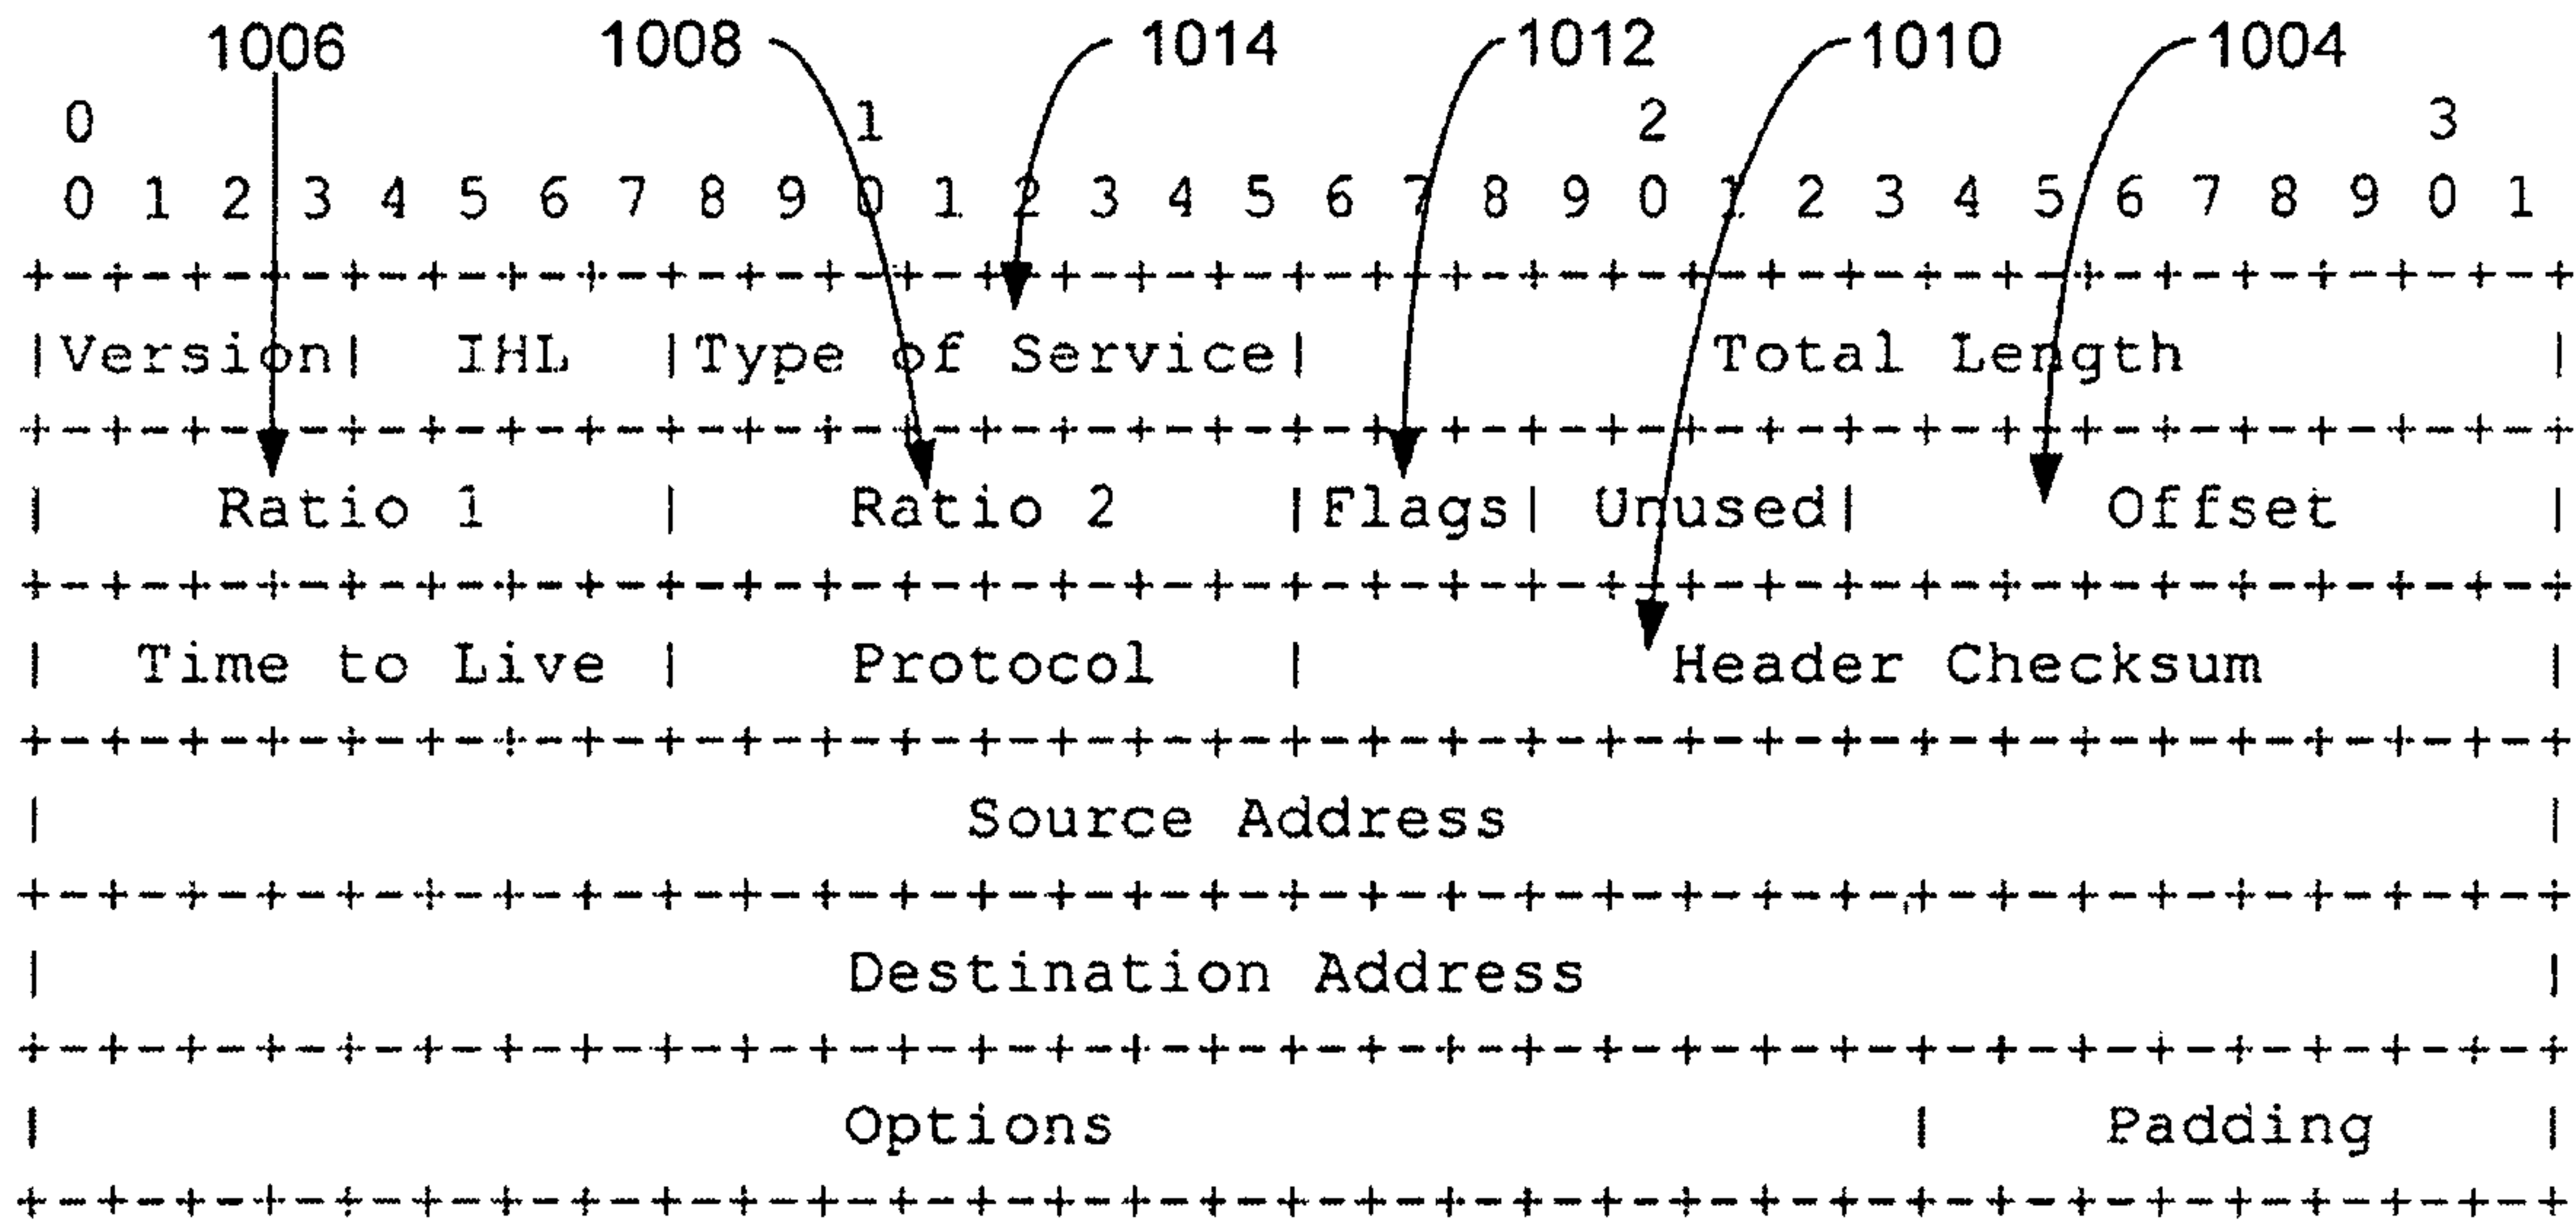 1006 1008 1014 1012 1010 1004
0 1 2 3
0 1 2 3 4 5 6 7 8 9 0 1 2 3 4 5 6 7 8 9 0 1 2 3 4 5 6 7 8 9 0 1
+-+-+-+-+-+-+-+-+-+-+-+-+-+-+-+-+-+-+-+-+-+-+-+-+-+-+-+-+-+-+-+-+
|Version| IHL |Type of Service| Total Length |
+-+-+-+-+-+-+-+-+-+-+-+-+-+-+-+-+-+-+-+-+-+-+-+-+-+-+-+-+-+-+-+-+
| Ratio 1 | Ratio 2 |Flags| Unused| Offset |
+-+-+-+-+-+-+-+-+-+-+-+-+-+-+-+-+-+-+-+-+-+-+-+-+-+-+-+-+-+-+-+-+
| Time to Live | Protocol | Header Checksum |
+-+-+-+-+-+-+-+-+-+-+-+-+-+-+-+-+-+-+-+-+-+-+-+-+-+-+-+-+-+-+-+-+
| Source Address |
+-+-+-+-+-+-+-+-+-+-+-+-+-+-+-+-+-+-+-+-+-+-+-+-+-+-+-+-+-+-+-+-+
| Destination Address |
+-+-+-+-+-+-+-+-+-+-+-+-+-+-+-+-+-+-+-+-+-+-+-+-+-+-+-+-+-+-+-+-+
| Options | Padding |
+-+-+-+-+-+-+-+-+-+-+-+-+-+-+-+-+-+-+-+-+-+-+-+-+-+-+-+-+-+-+-+-+